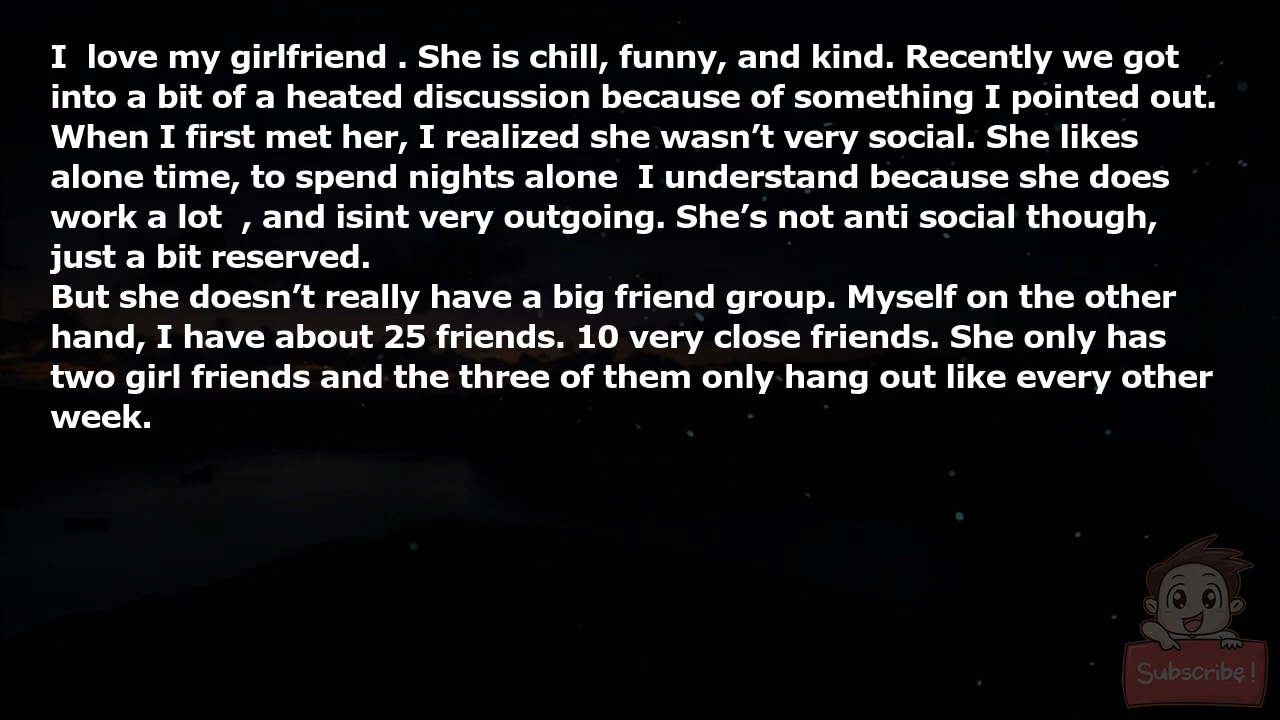 I  love my girlfriend . She is chill, funny, and kind. Recently we got
into a bit of a heated discussion because of something I pointed out.
When I first met her, I realized she wasn’t very social. She likes
alone time, to spend nights alone  I understand because she does
work a lot  , and isint very outgoing. She’s not anti social though,
just a bit reserved.
But she doesn’t really have a big friend group. Myself on the other
hand, I have about 25 friends. 10 very close friends. She only has
two girl friends and the three of them only hang out like every other
week.
Subscribe!